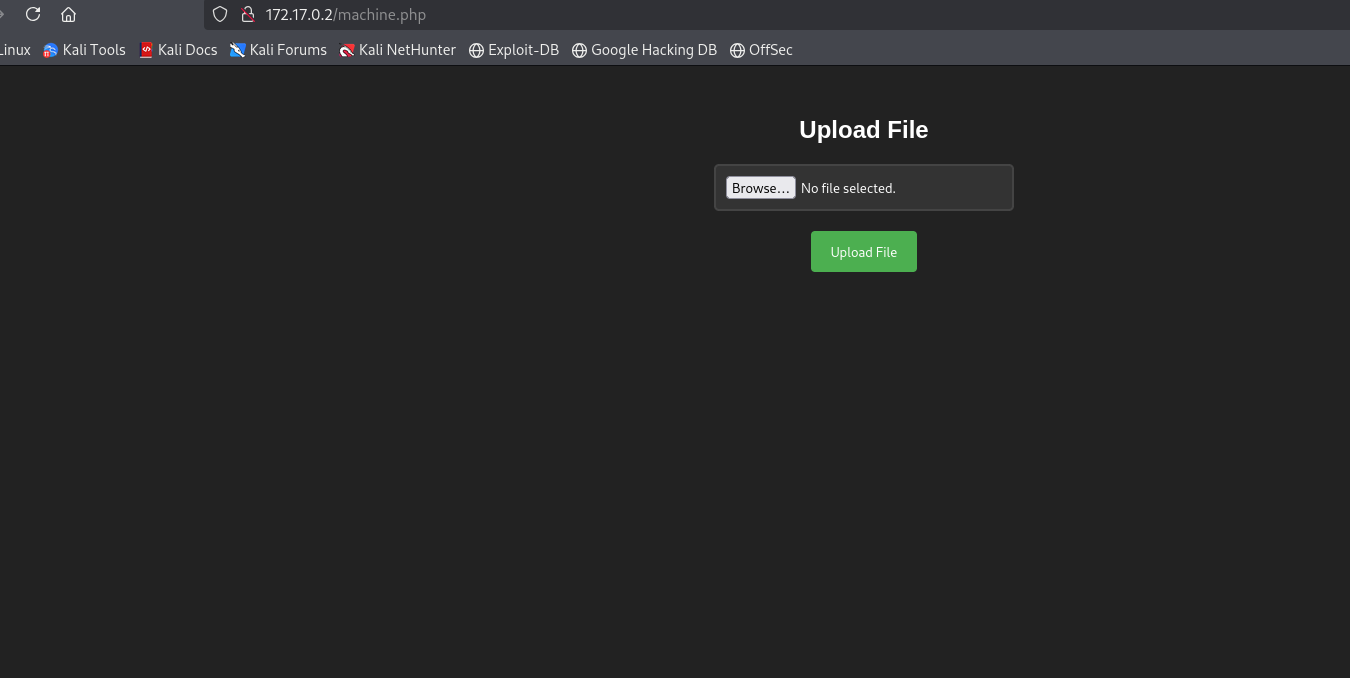 172.17.0.2/machine.php
Linux Kali Tools Kali Docs Kali Forums Kali NetHunter Exploit-DB Google Hacking DB OffSec
Upload File
Browse... No file selected.
Upload File